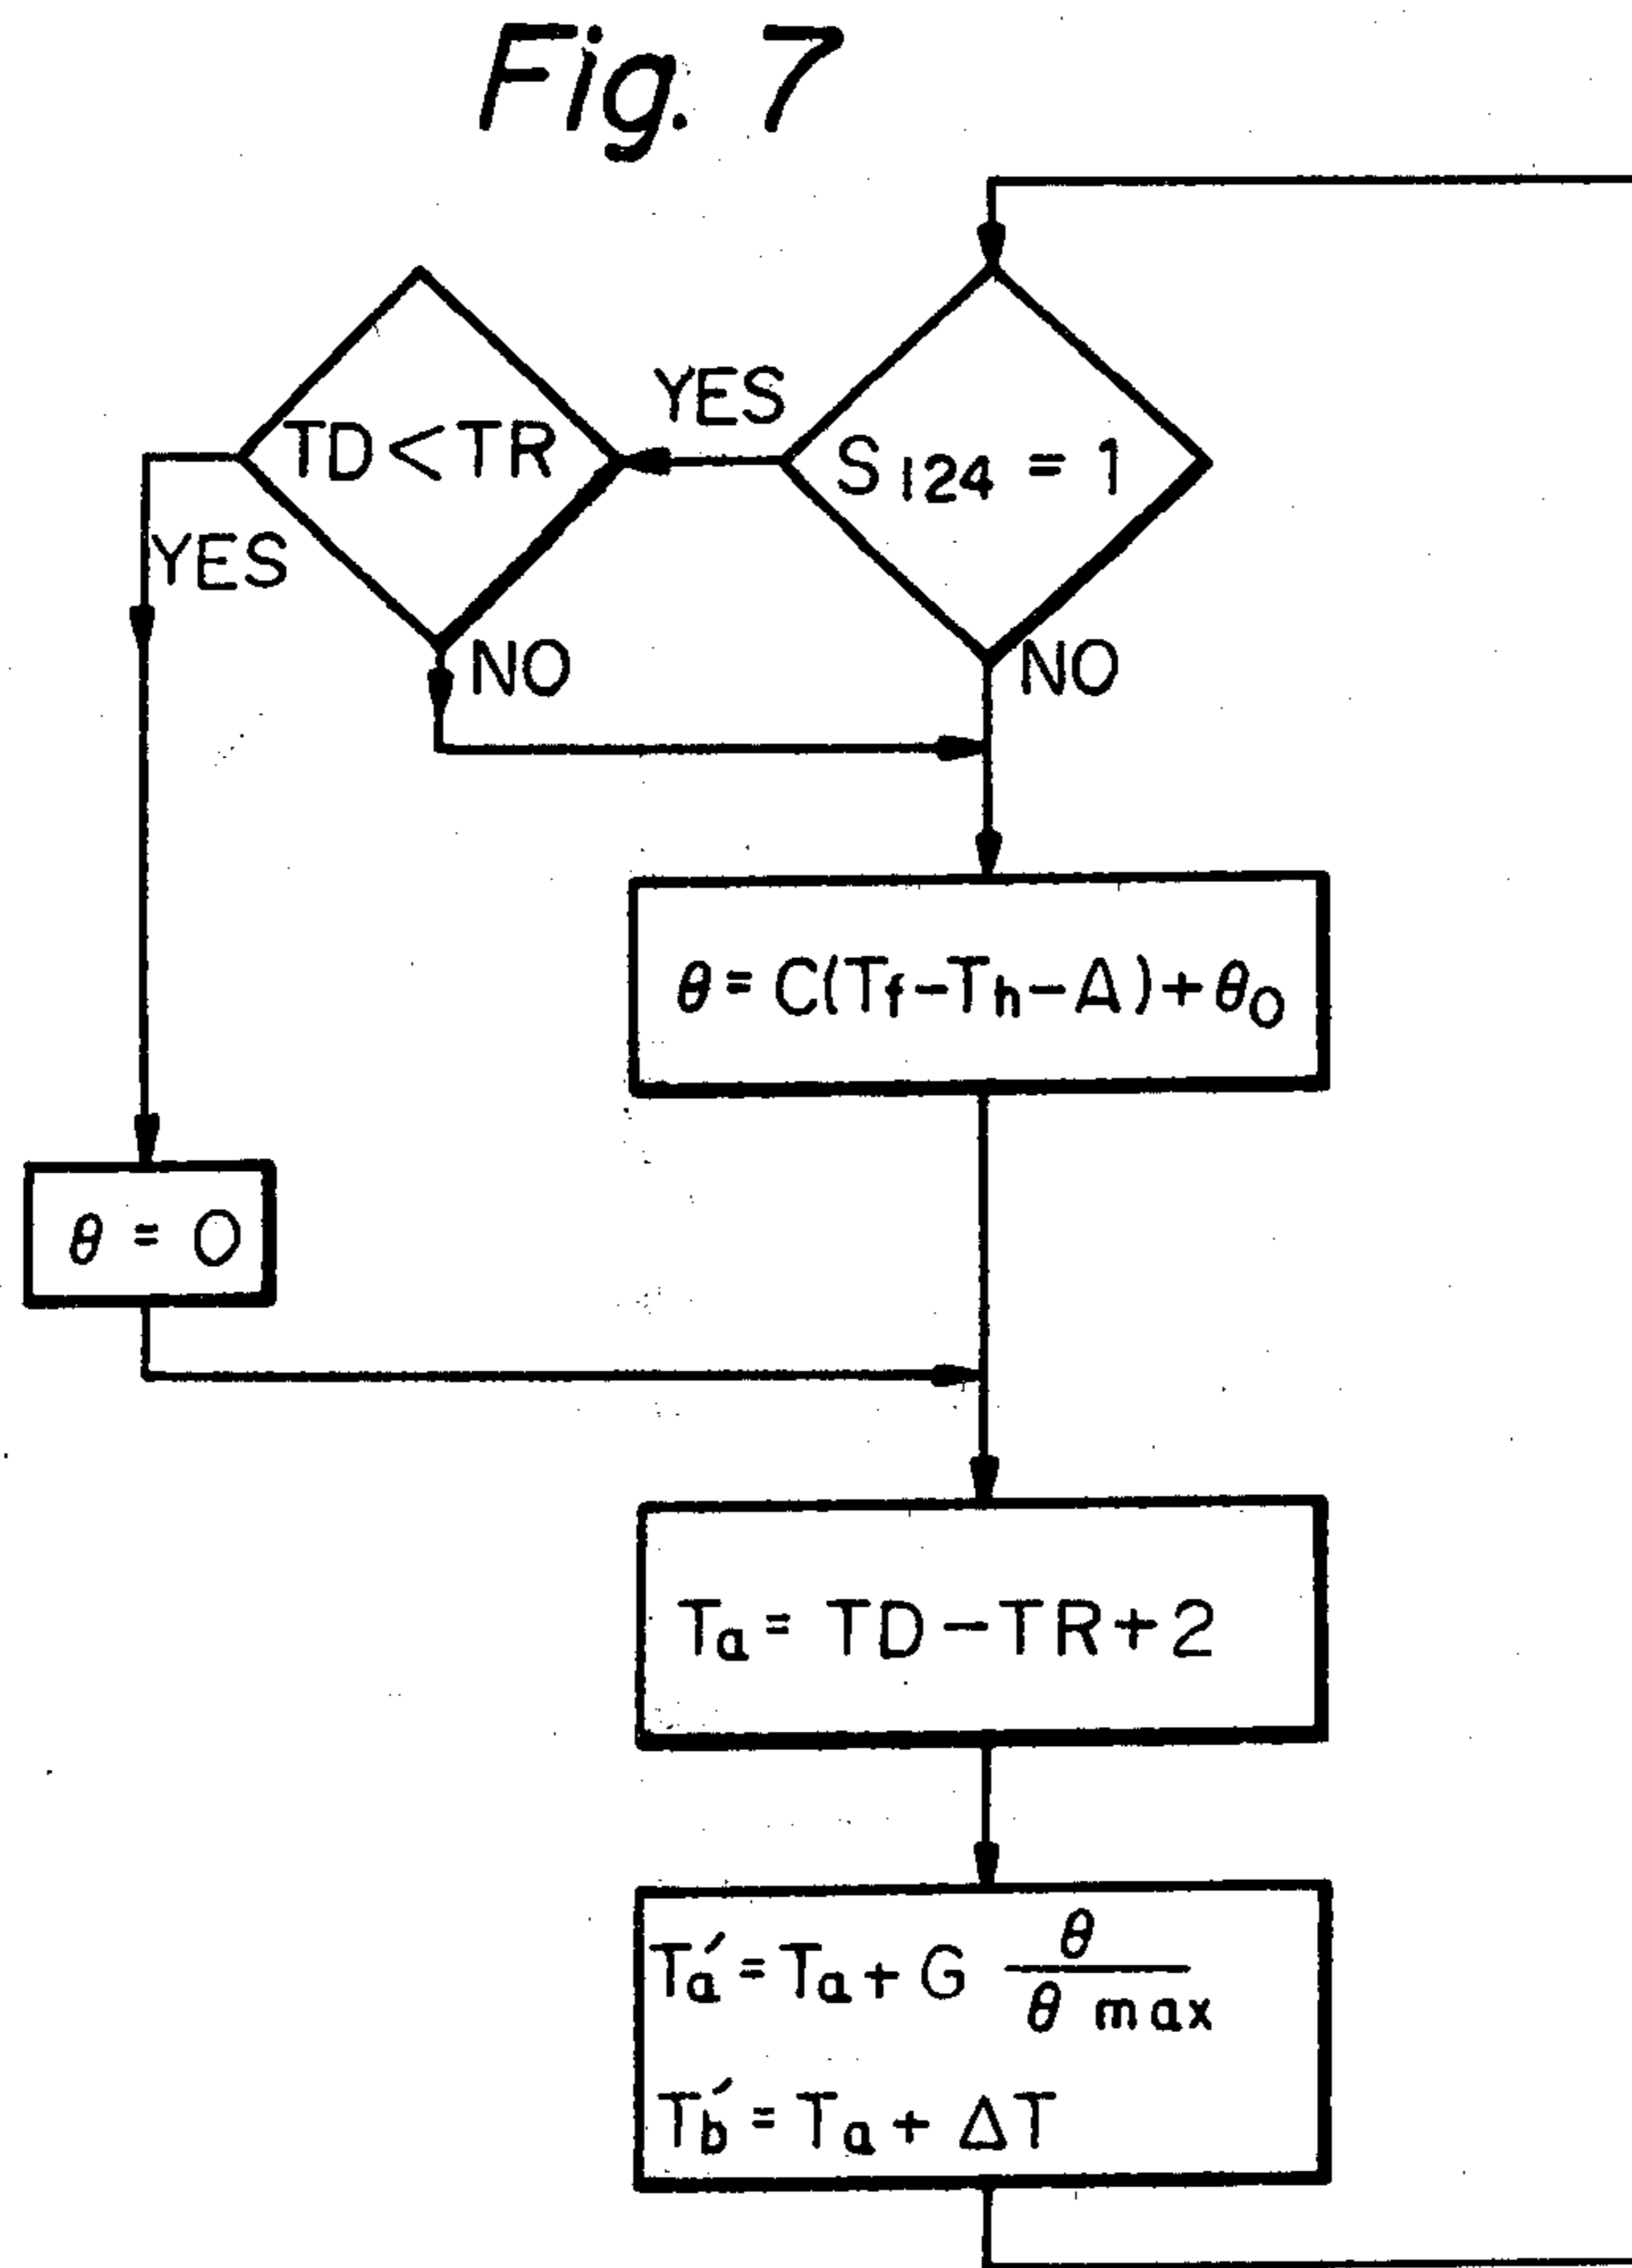 Fig. 7
YES
TD<TR
S124 = 1
YES
NO
NO
θ = C(Tf-Th-A)+θ0
θ = 0
Ta = TD-TR+2
Ta' = Ta + G θ/θ max
Tb' = Ta + ΔT